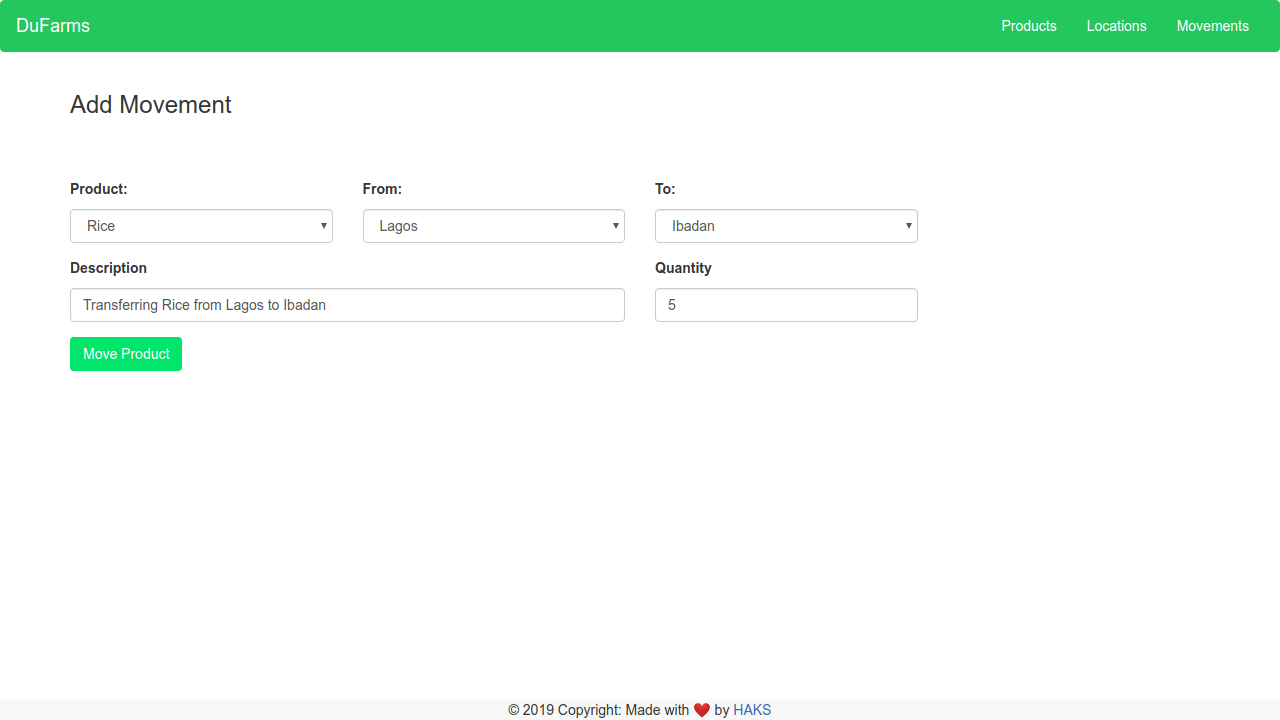 DuFarms Products Locations Movements
Add Movement
Product: From: To:
Rice Lagos Ibadan
Description Quantity
Transferring Rice from Lagos to Ibadan 5
Move Product
© 2019 Copyright: Made with ❤️ by HAKS